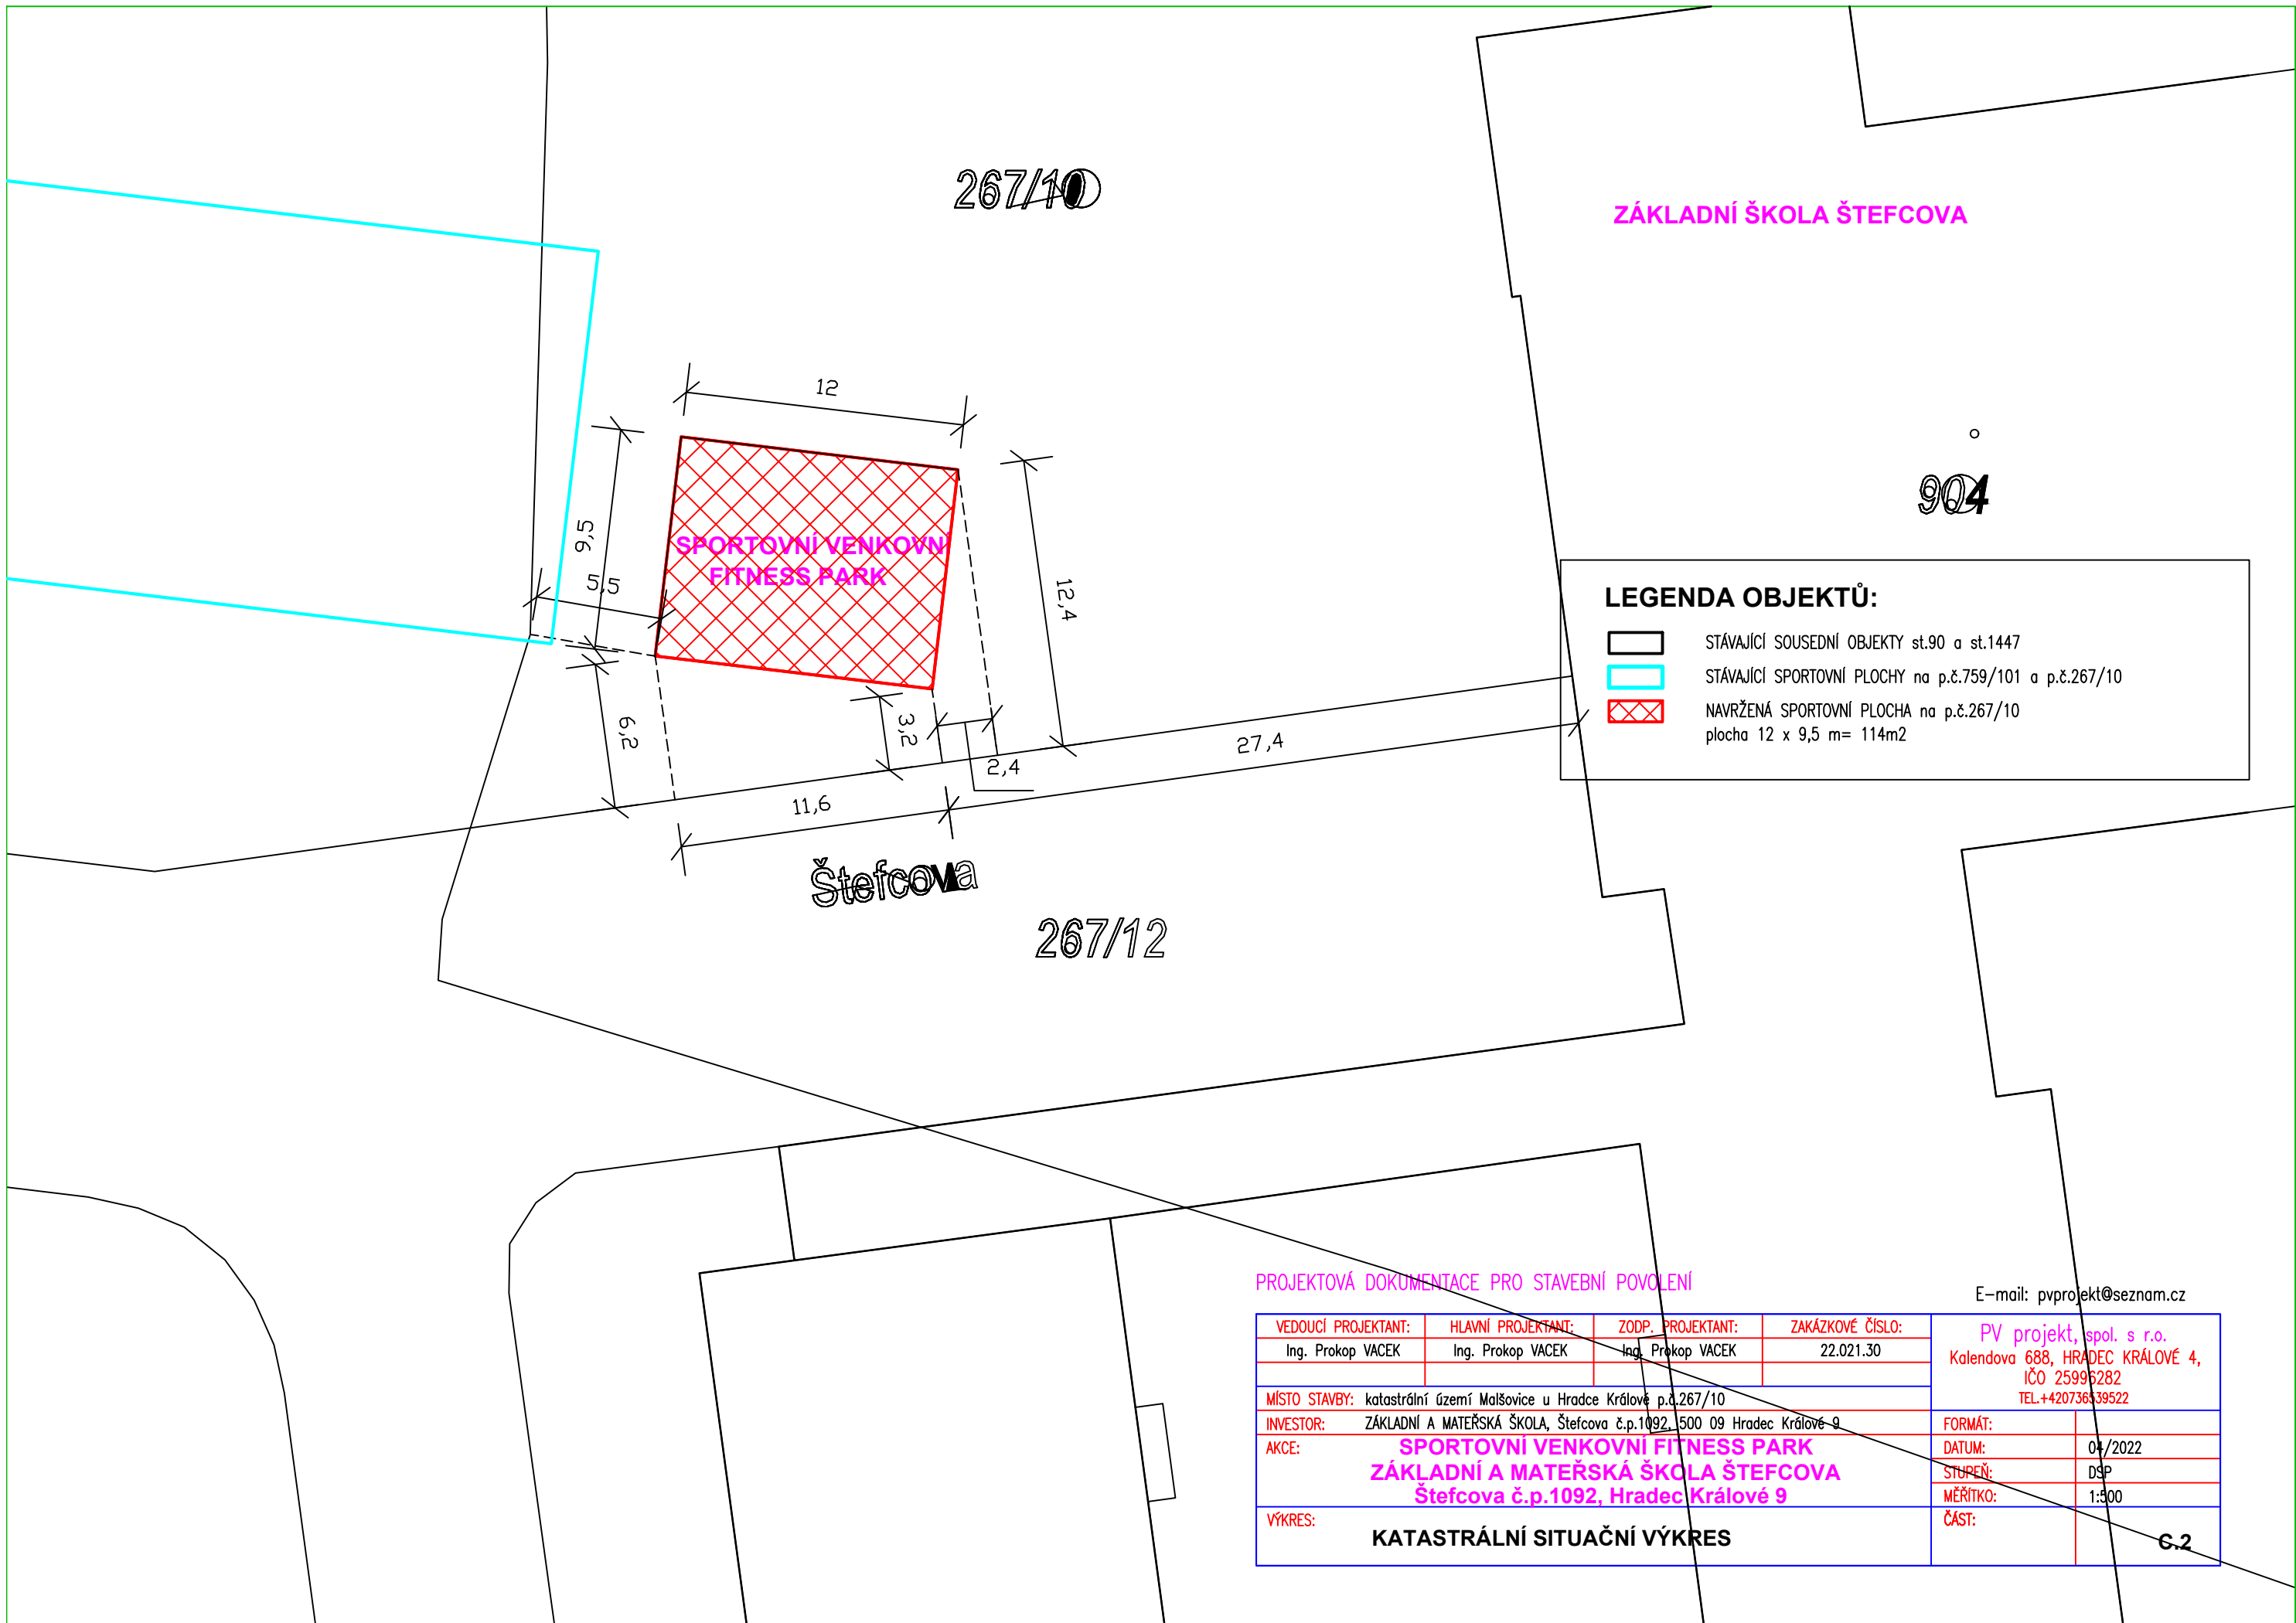 267/10
ZÁKLADNÍ ŠKOLA ŠTEFCOVA
12
9,5
SPORTOVNÍ VENKOVNÍ
FITNESS PARK
5,5
12,4
904
6,2
3,2
2,4
27,4
11,6
Štefcova
267/12
LEGENDA OBJEKTŮ:
STÁVAJÍCÍ SOUSEDNÍ OBJEKTY st.90 a st.1447
STÁVAJÍCÍ SPORTOVNÍ PLOCHY na p.č.759/101 a p.č.267/10
NAVRŽENÁ SPORTOVNÍ PLOCHA na p.č.267/10
plocha 12 x 9,5 m= 114m2
PROJEKTOVÁ DOKUMENTACE PRO STAVEBNÍ POVOLENÍ
E-mail: pvprojekt@seznam.cz
VEDOUCÍ PROJEKTANT: HLAVNÍ PROJEKTANT: ZODP. PROJEKTANT: ZAKÁZKOVÉ ČÍSLO:
Ing. Prokop VACEK Ing. Prokop VACEK Ing. Prokop VACEK 22.021.30
PV projekt, spol. s r.o.
Kalendova 688, HRADEC KRÁLOVÉ 4,
IČO 25996282
TEL.+420736539522
MÍSTO STAVBY: katastrální území Malšovice u Hradce Králové p.č.267/10
INVESTOR: ZÁKLADNÍ A MATEŘSKÁ ŠKOLA, Štefcova č.p.1092, 500 09 Hradec Králové 9
AKCE: SPORTOVNÍ VENKOVNÍ FITNESS PARK
ZÁKLADNÍ A MATEŘSKÁ ŠKOLA ŠTEFCOVA
Štefcova č.p.1092, Hradec Králové 9
FORMÁT:
DATUM: 04/2022
STUPEŇ: DSP
MĚŘÍTKO: 1:500
VÝKRES: KATASTRÁLNÍ SITUAČNÍ VÝKRES
ČÁST: C.2